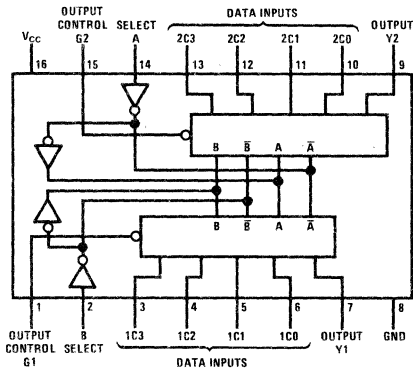 OUTPUT CONTROL G2
SELECT A
DATA INPUTS
OUTPUT Y2
VCC
2C3 2C2 2C1 2C0
16 15 14 13 12 11 10 9
B B̅ A A̅
B B̅ A A̅
1 2 3 4 5 6 7 8
OUTPUT CONTROL G1
B SELECT
1C3 1C2 1C1 1C0
OUTPUT Y1
GND
DATA INPUTS